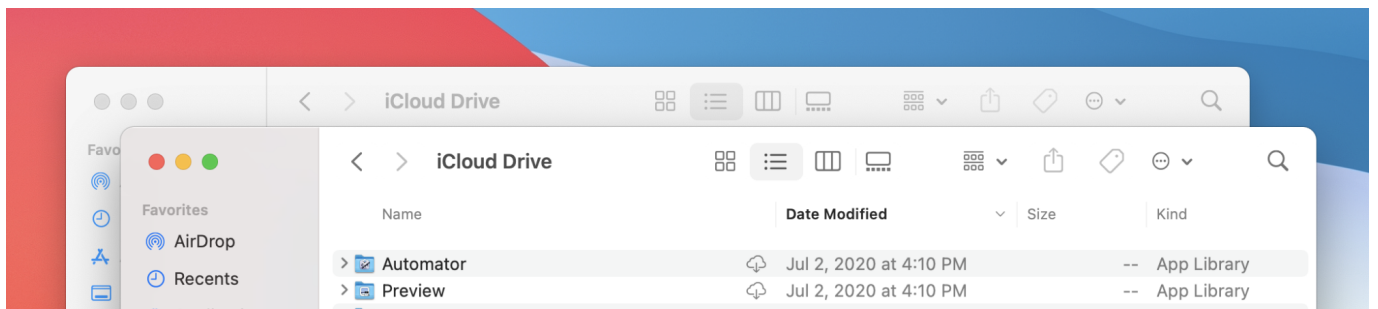 iCloud Drive
Favo
iCloud Drive
Favorites
Name Date Modified Size Kind
AirDrop
Automator Jul 2, 2020 at 4:10 PM -- App Library
Recents
Preview Jul 2, 2020 at 4:10 PM -- App Library